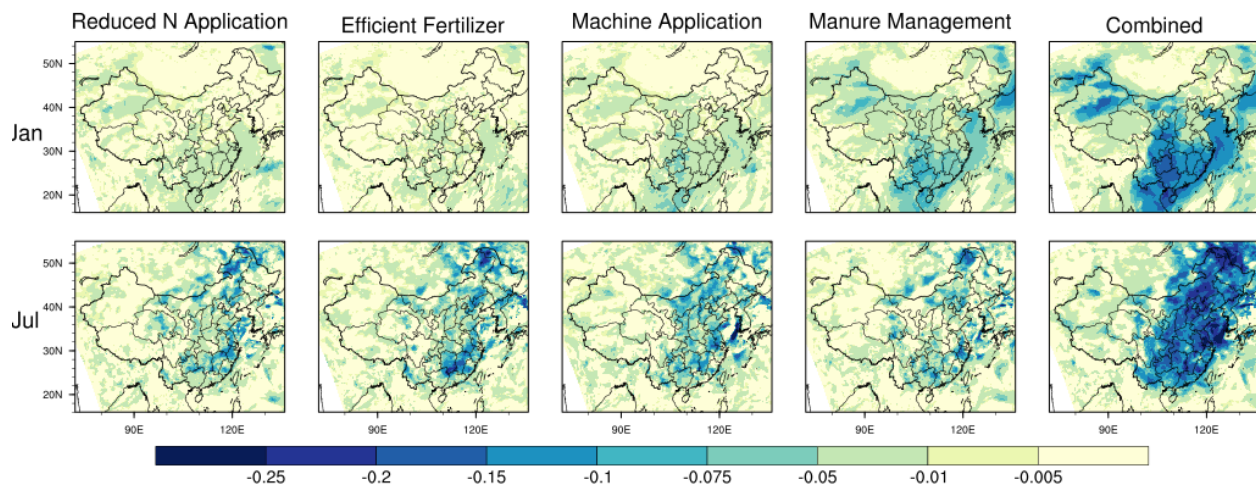 Reduced N Application Efficient Fertilizer Machine Application Manure Management Combined
50N
40N
Jan
30N
20N
50N
40N
Jul
30N
20N
90E 120E 90E 120E 90E 120E 90E 120E 90E 120E
-0.25 -0.2 -0.15 -0.1 -0.075 -0.05 -0.01 -0.005